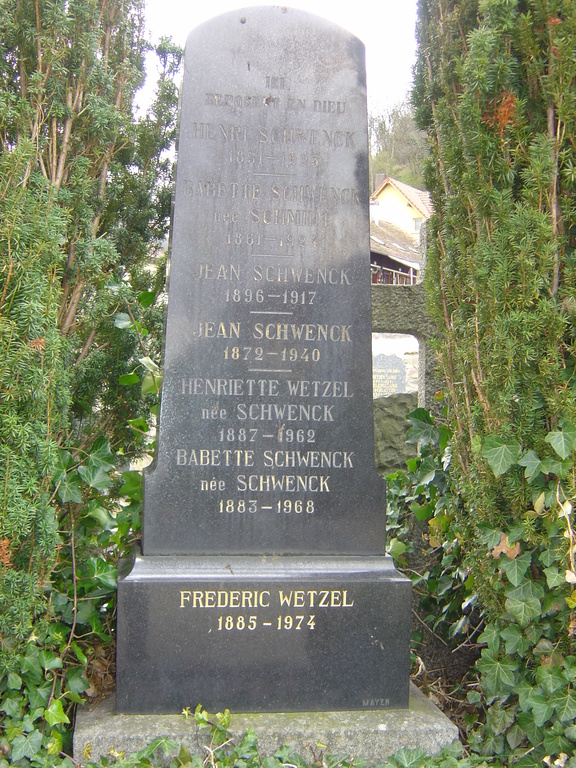 ICI
REPOSENT EN DIEU
HENRI SCHWENCK
BABETTE SCHWENCK
née SCHMIDT
JEAN SCHWENCK
1896-1917
JEAN SCHWENCK
1872-1940
HENRIETTE WETZEL
née SCHWENCK
1887-1962
BABETTE SCHWENCK
née SCHWENCK
1883-1968
FREDERIC WETZEL
1885-1974
MAYER